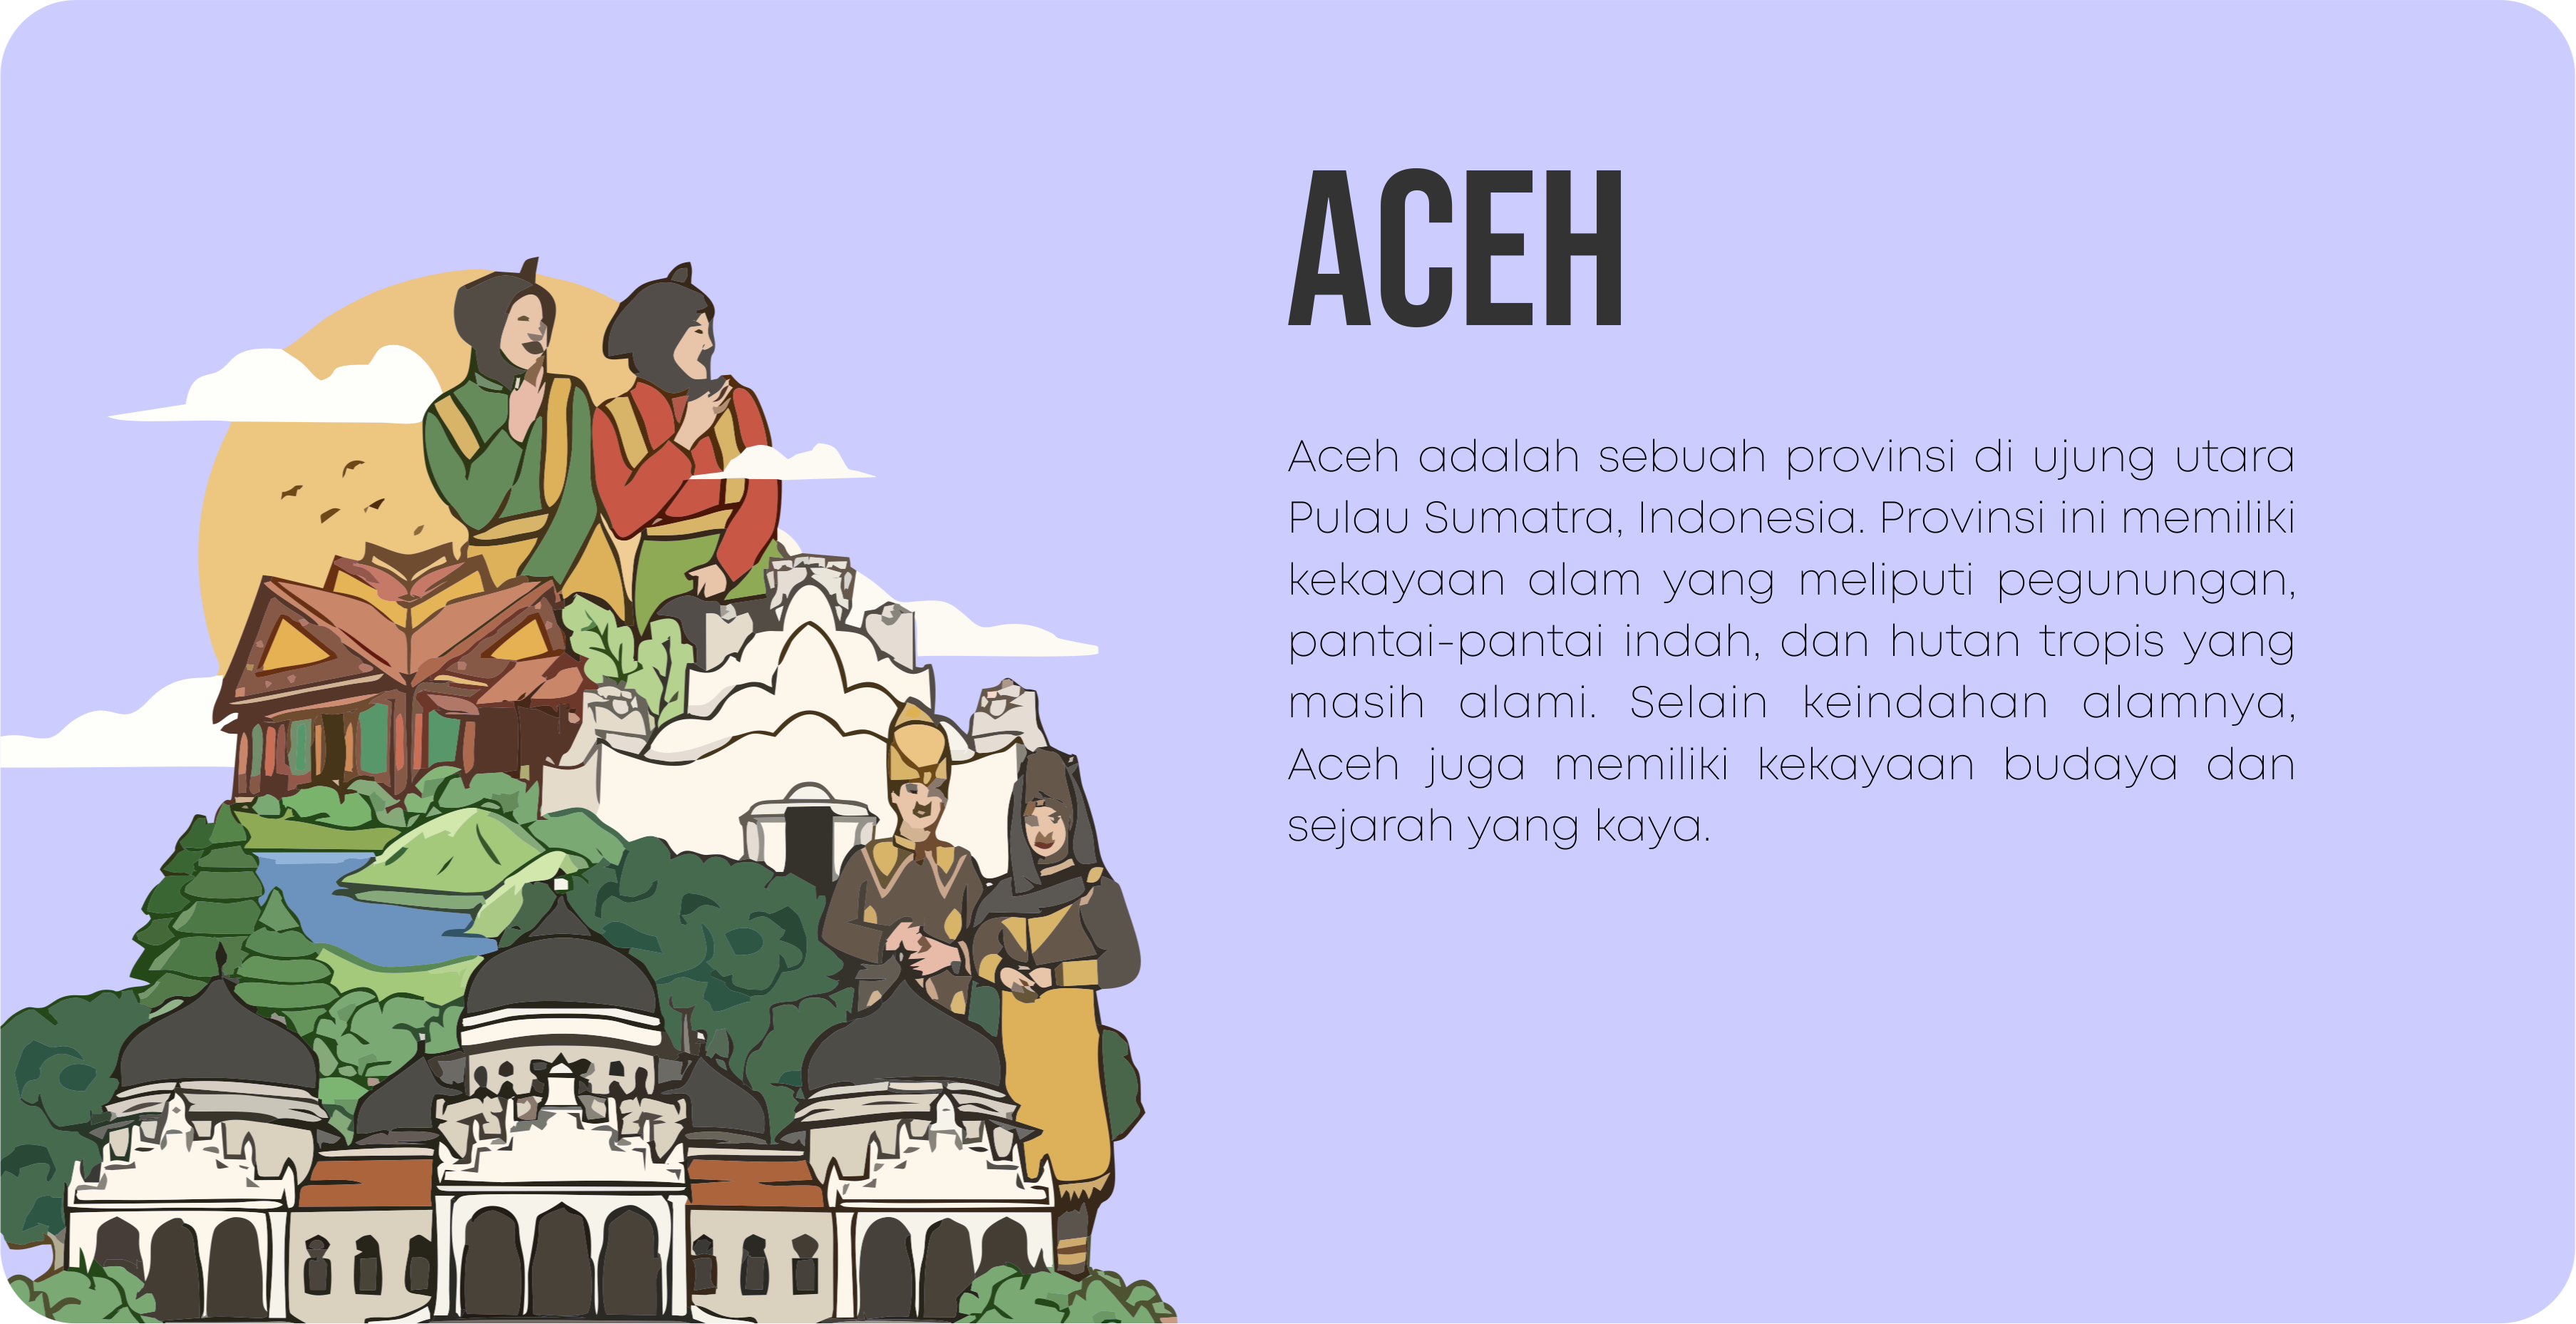 ACEH
Aceh adalah sebuah provinsi di ujung utara
Pulau Sumatra, Indonesia. Provinsi ini memiliki
kekayaan alam yang meliputi pegunungan,
pantai-pantai indah, dan hutan tropis yang
masih alami. Selain keindahan alamnya,
Aceh juga memiliki kekayaan budaya dan
sejarah yang kaya.